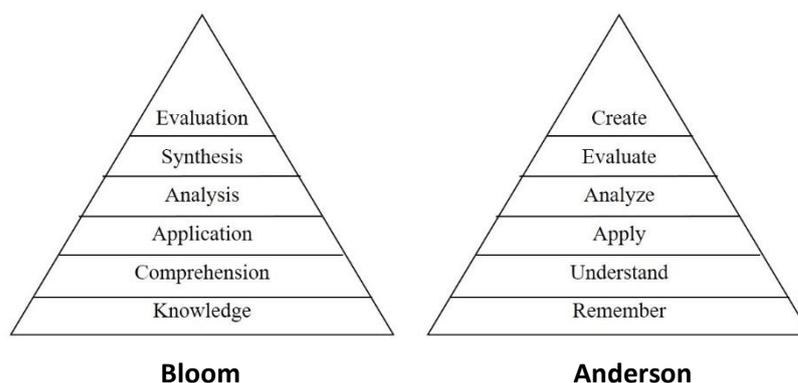 Evaluation
Synthesis
Analysis
Application
Comprehension
Knowledge
Bloom
Create
Evaluate
Analyze
Apply
Understand
Remember
Anderson